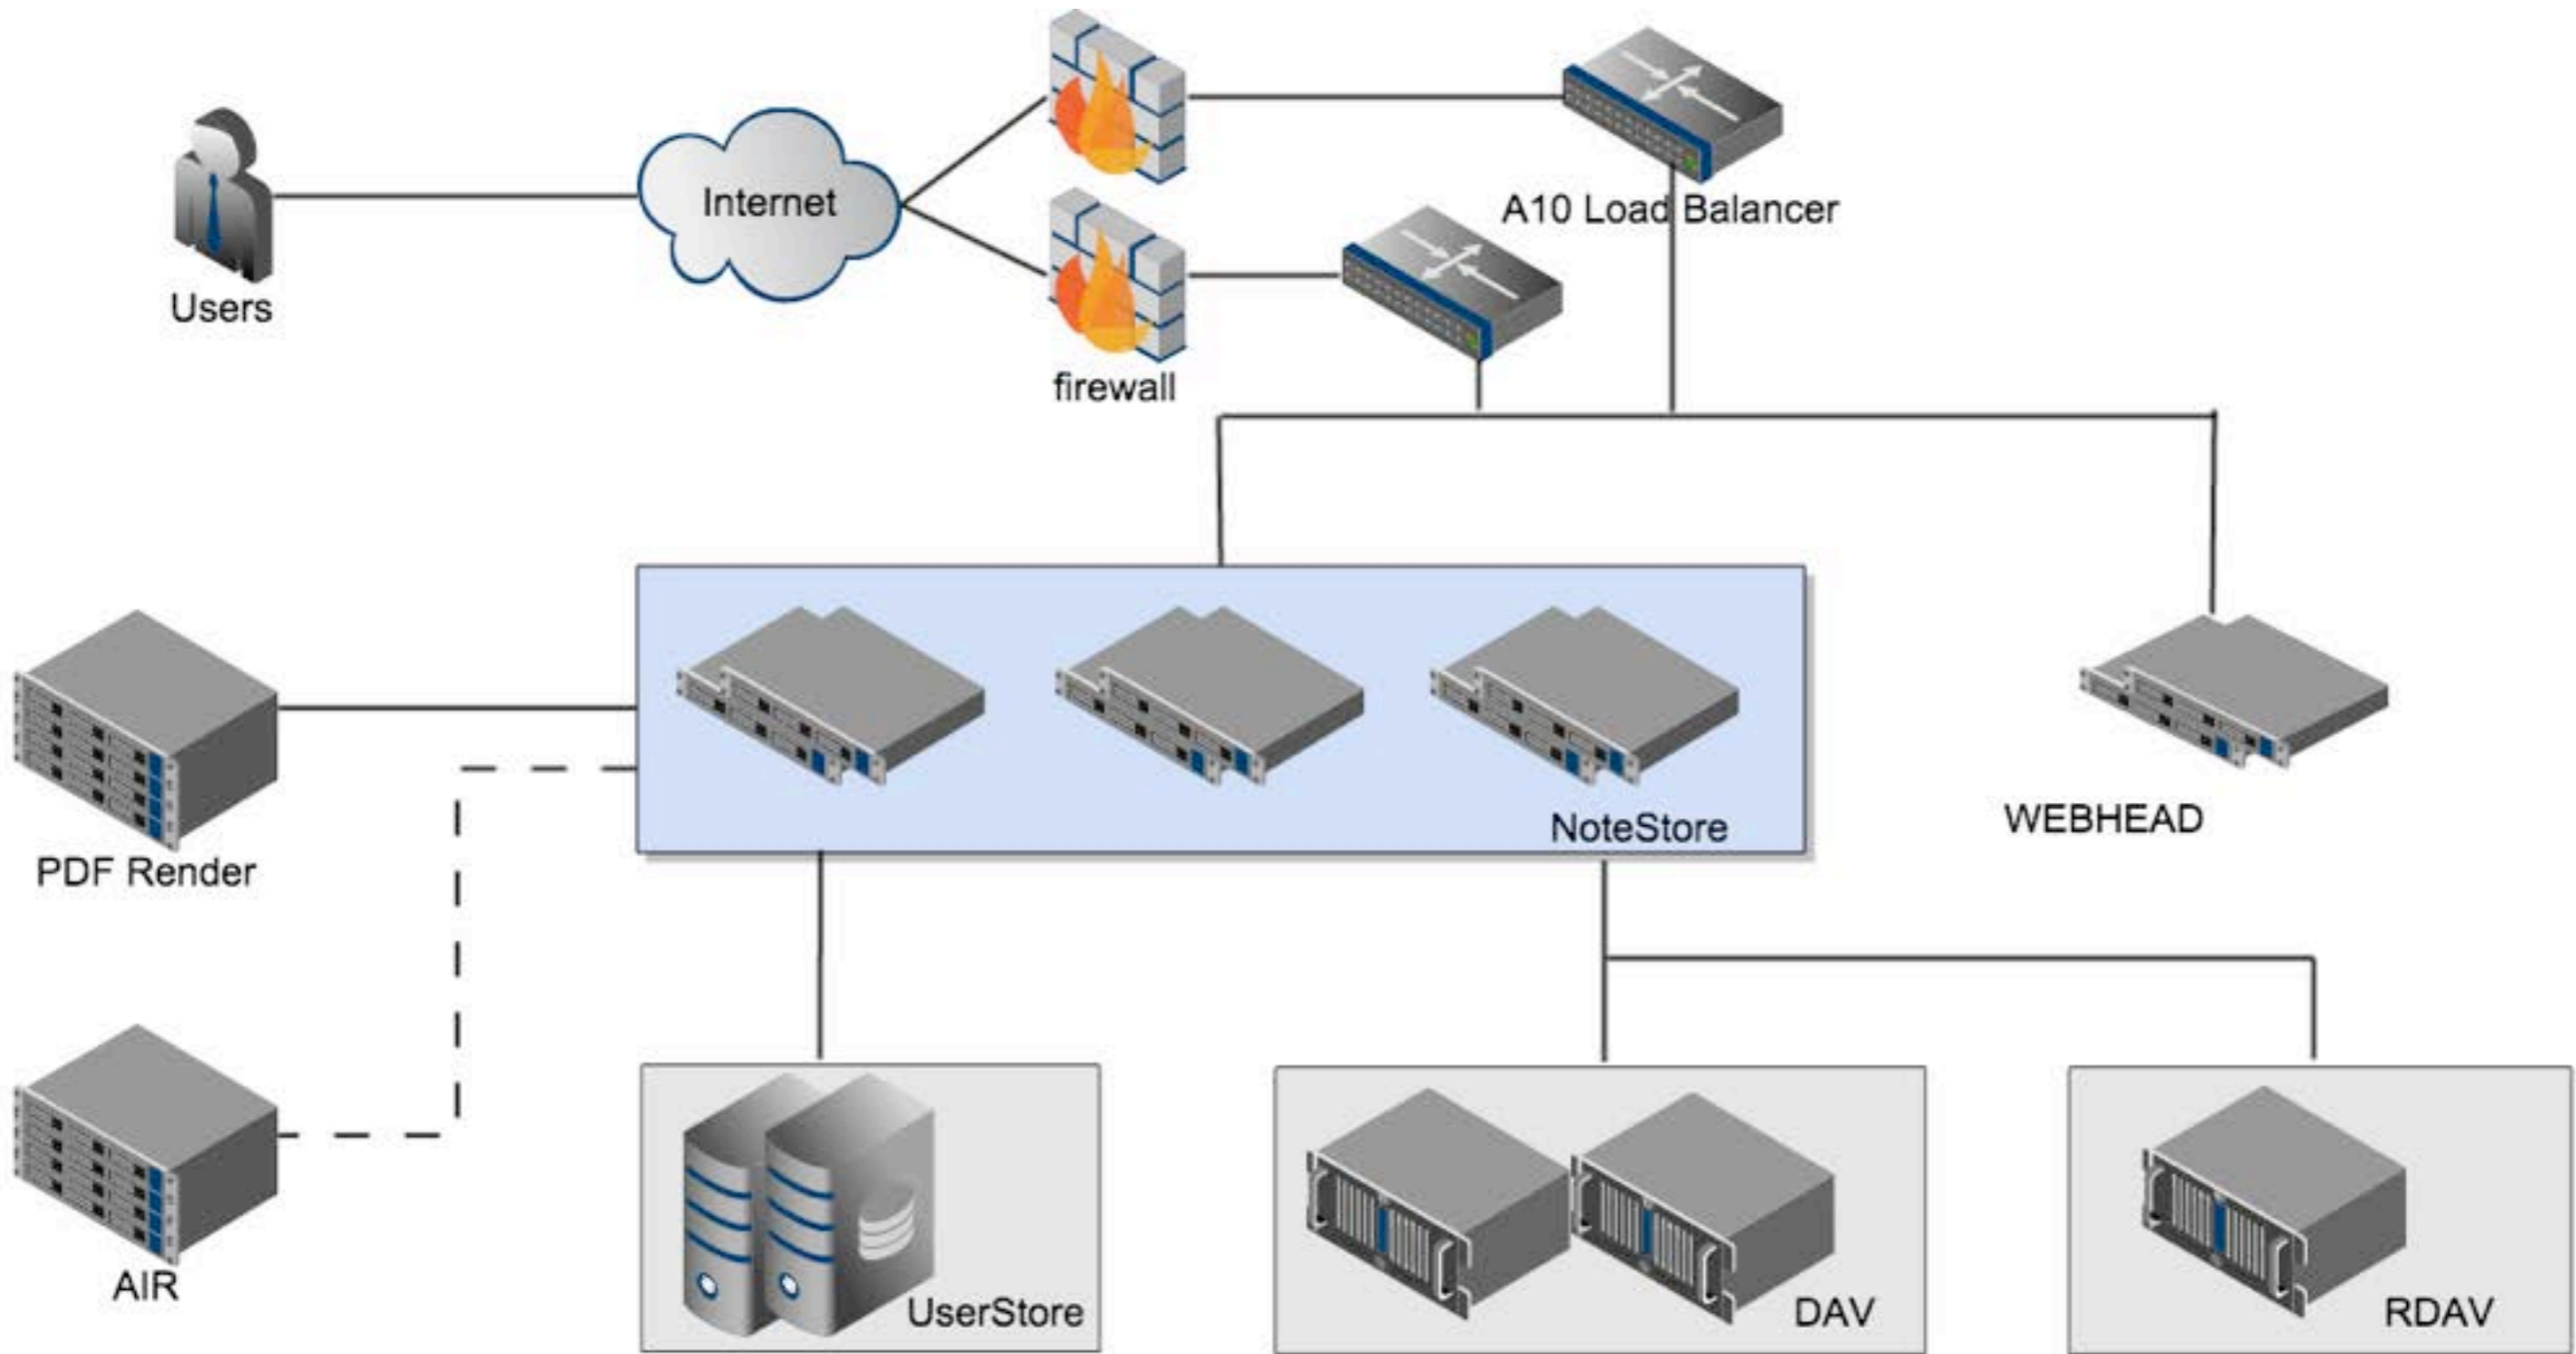 Internet
A10 Load Balancer
Users
firewall
NoteStore
WEBHEAD
PDF Render
AIR
UserStore
DAV
RDAV